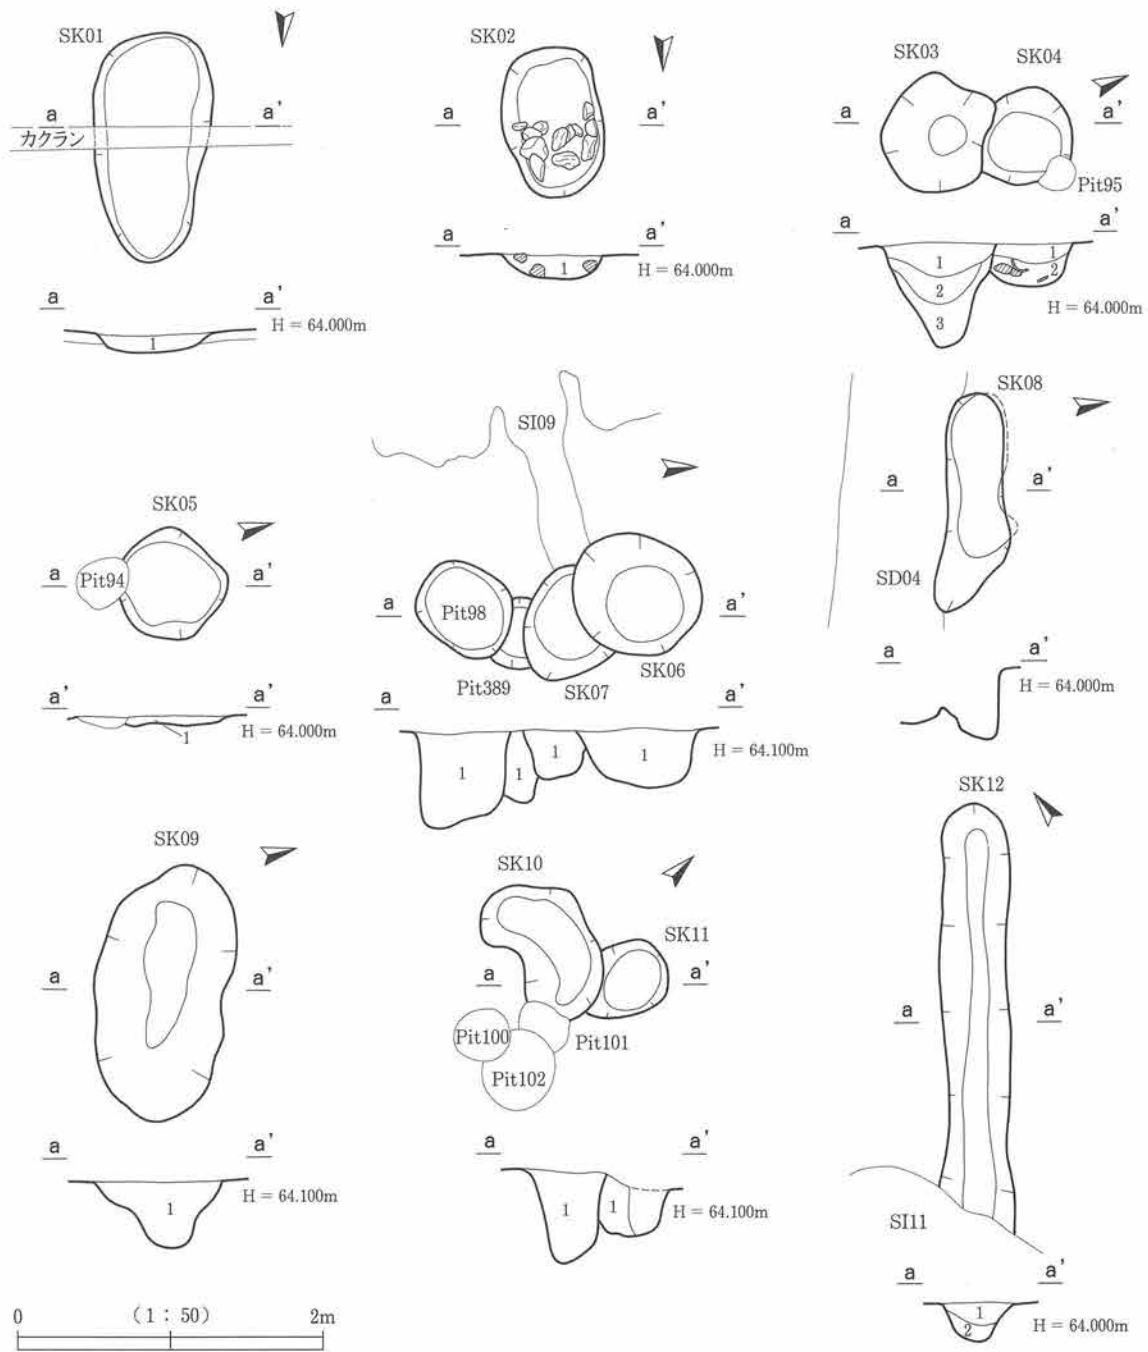 SK01
a a'
カクラン
a a'
H = 64.000m
1
SK02
a a'
a a'
1
H = 64.000m
SK03 SK04
a a'
Pit95
a a'
1 1
2 2
3
H = 64.000m
SK05
a Pit94 a'
a' a'
1
H = 64.000m
SI09
a Pit98 a'
Pit389 SK07 SK06
a a'
1 1 1 1
H = 64.100m
SK08
a a'
SD04
a a'
H = 64.000m
SK09
a a'
a a'
1
H = 64.100m
SK10
SK11
a a'
Pit100 Pit101
Pit102
a a'
1 1
H = 64.100m
SK12
a a'
SI11
a a'
1
2
H = 64.000m
0 (1:50) 2m